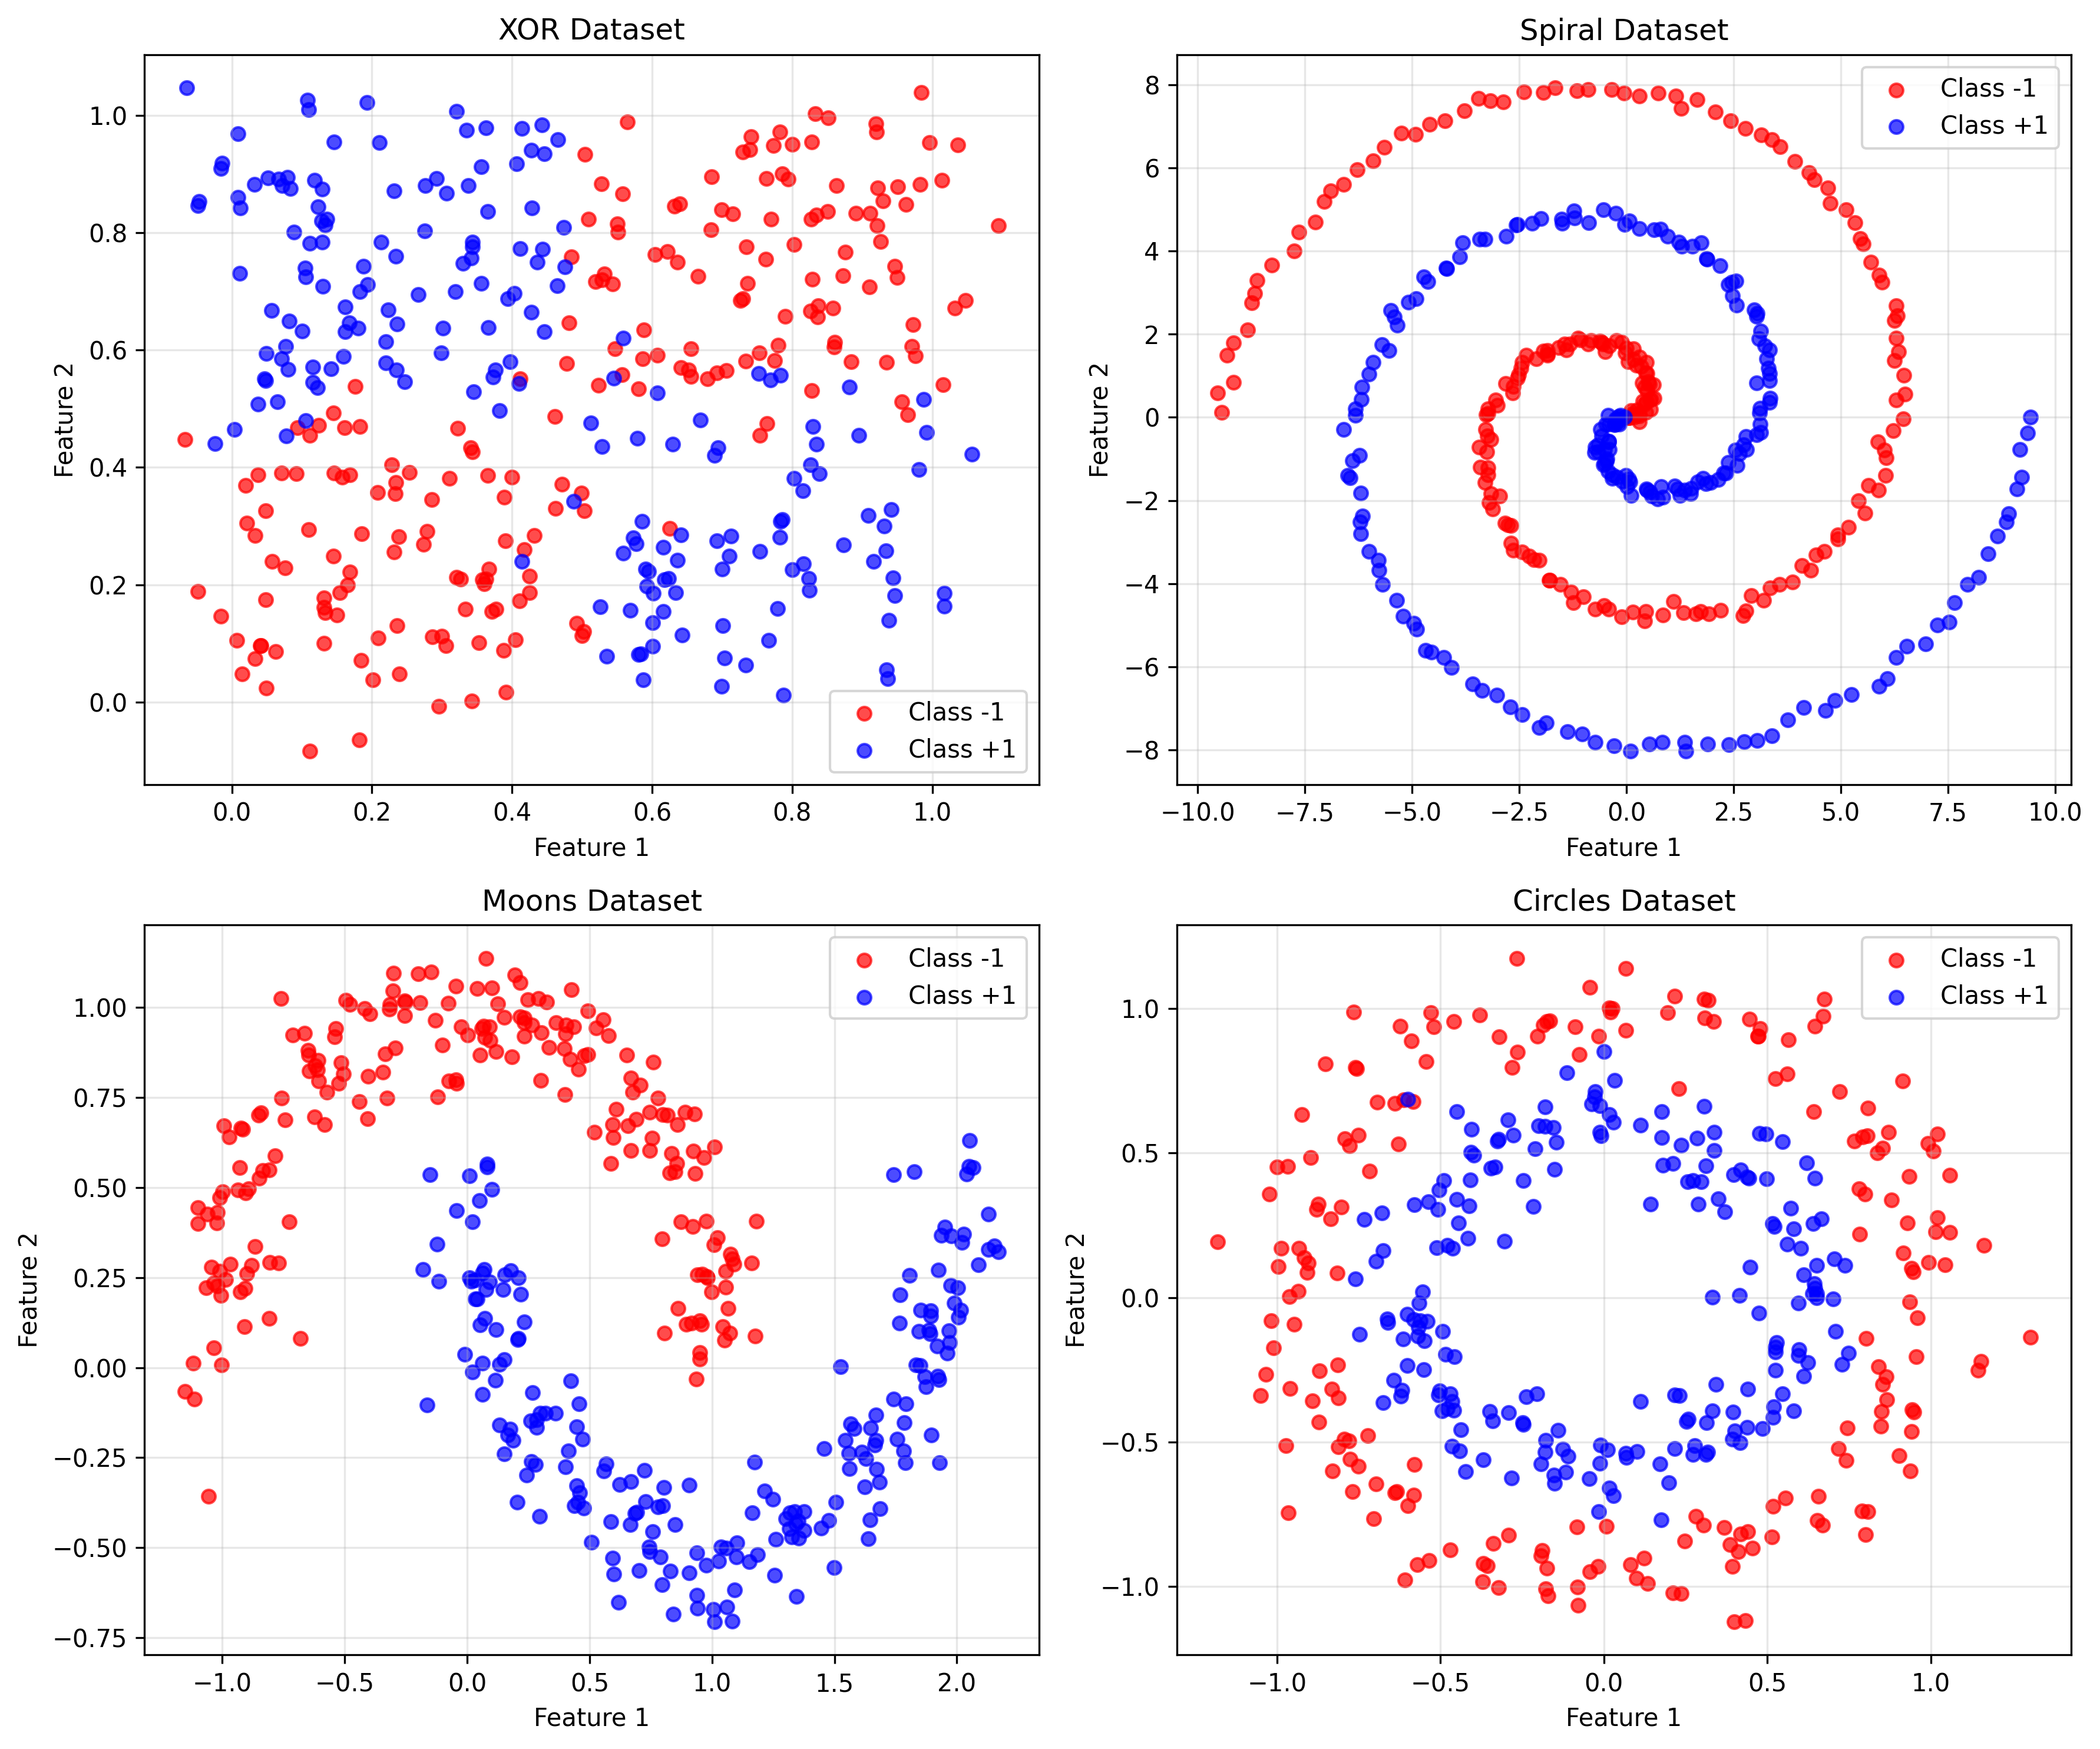 XOR Dataset
Feature 2
1.0
0.8
0.6
0.4
0.2
0.0
0.0 0.2 0.4 0.6 0.8 1.0
Feature 1
Class -1
Class +1
Spiral Dataset
Feature 2
8
6
4
2
0
−2
−4
−6
−8
−10.0 −7.5 −5.0 −2.5 0.0 2.5 5.0 7.5 10.0
Feature 1
Class -1
Class +1
Moons Dataset
Feature 2
1.00
0.75
0.50
0.25
0.00
−0.25
−0.50
−0.75
−1.0 −0.5 0.0 0.5 1.0 1.5 2.0
Feature 1
Class -1
Class +1
Circles Dataset
Feature 2
1.0
0.5
0.0
−0.5
−1.0
−1.0 −0.5 0.0 0.5 1.0
Feature 1
Class -1
Class +1